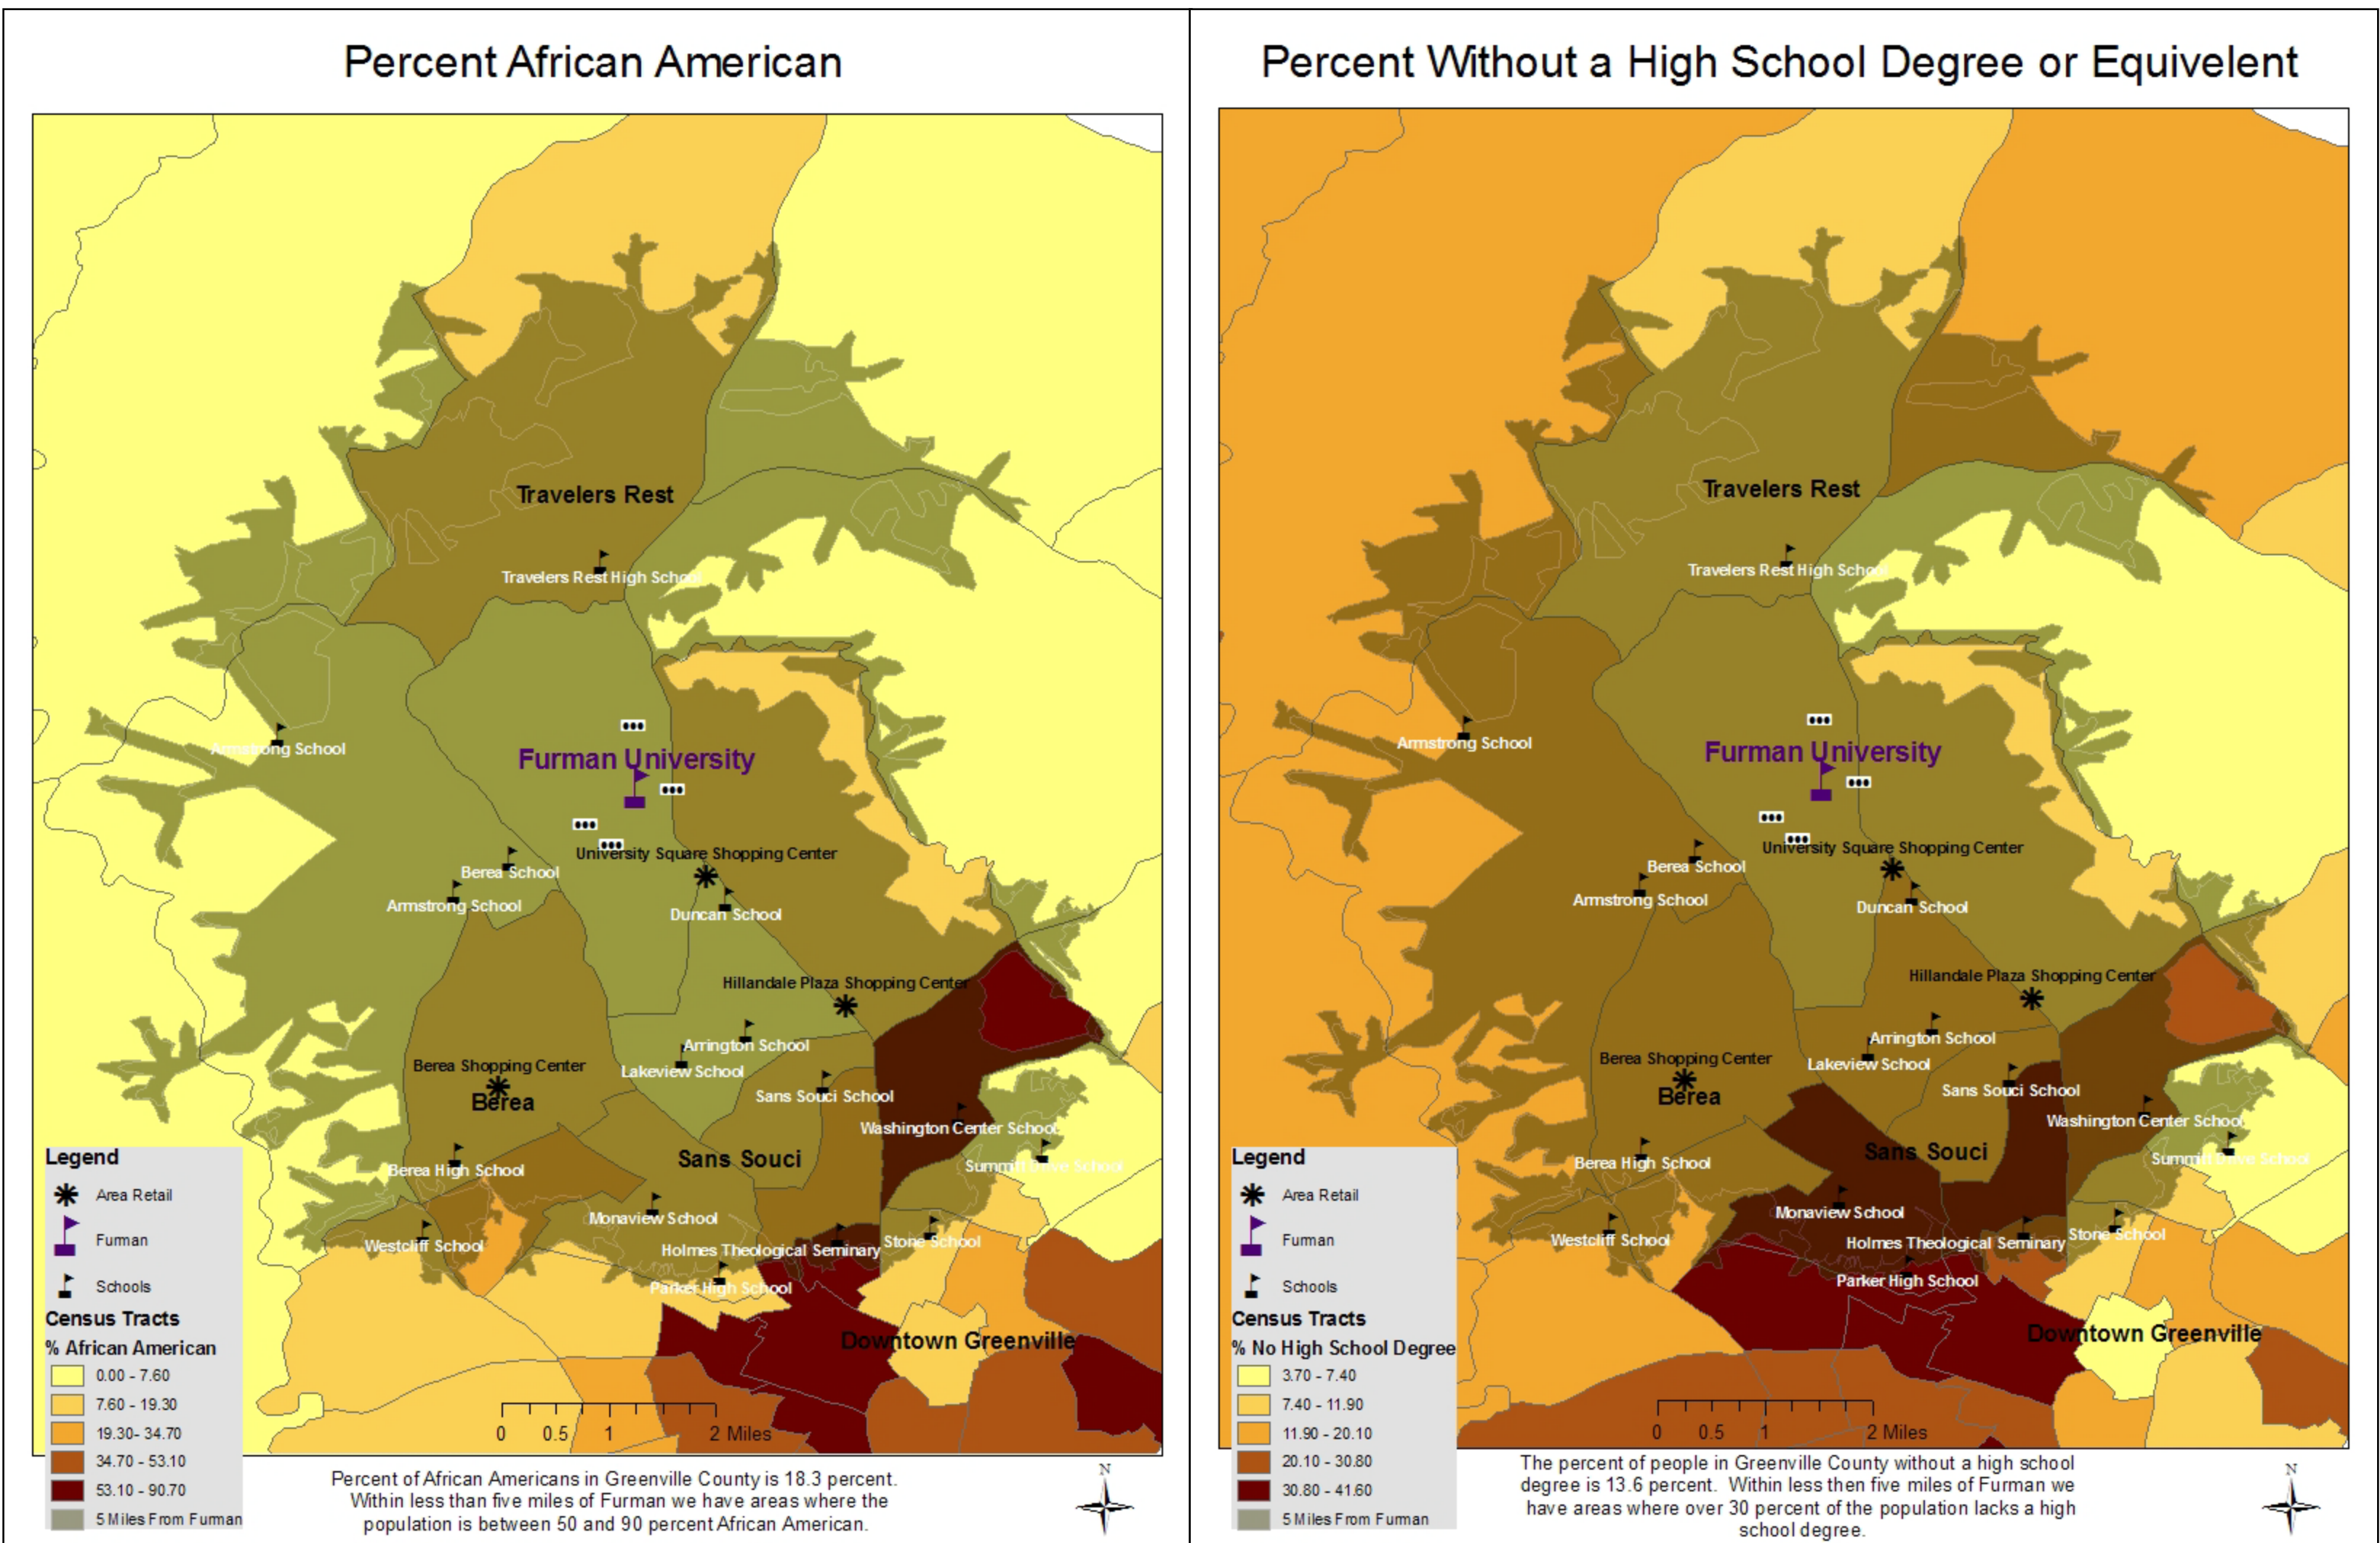 Percent African American
Travelers Rest
Travelers Rest High School
Armstrong School
Furman University
University Square Shopping Center
Berea School
Armstrong School
Duncan School
Hillandale Plaza Shopping Center
Arrington School
Berea Shopping Center
Lakeview School
Berea
Sans Souci School
Washington Center School
Sans Souci
Summitt Drive School
Berea High School
Monaview School
Westcliff School
Holmes Theological Seminary
Stone School
Parker High School
Downtown Greenville
Legend
Area Retail
Furman
Schools
Census Tracts
% African American
0.00 - 7.60
7.60 - 19.30
19.30- 34.70
34.70 - 53.10
53.10 - 90.70
5 Miles From Furman
0 0.5 1 2 Miles
Percent of African Americans in Greenville County is 18.3 percent.
Within less than five miles of Furman we have areas where the
population is between 50 and 90 percent African American.
N
Percent Without a High School Degree or Equivelent
Travelers Rest
Travelers Rest High School
Armstrong School
Furman University
University Square Shopping Center
Berea School
Armstrong School
Duncan School
Hillandale Plaza Shopping Center
Arrington School
Berea Shopping Center
Lakeview School
Berea
Sans Souci School
Washington Center School
Sans Souci
Summitt Drive School
Berea High School
Monaview School
Westcliff School
Holmes Theological Seminary
Stone School
Parker High School
Downtown Greenville
Legend
Area Retail
Furman
Schools
Census Tracts
% No High School Degree
3.70 - 7.40
7.40 - 11.90
11.90 - 20.10
20.10 - 30.80
30.80 - 41.60
5 Miles From Furman
0 0.5 1 2 Miles
The percent of people in Greenville County without a high school
degree is 13.6 percent. Within less then five miles of Furman we
have areas where over 30 percent of the population lacks a high
school degree.
N